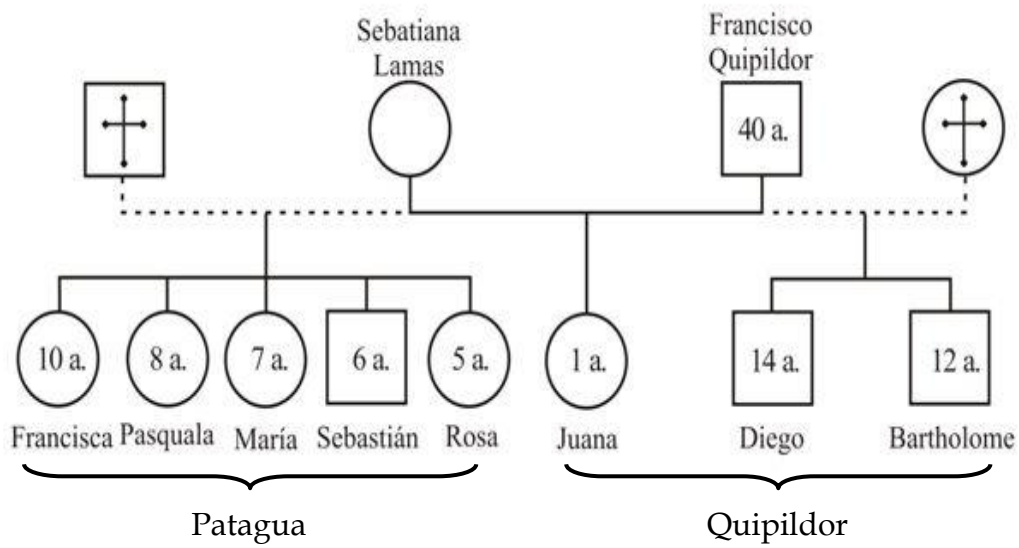 Sebatiana
Lamas
Francisco
Quipildor
40 a.
10 a.
8 a.
7 a.
6 a.
5 a.
1 a.
14 a.
12 a.
Francisca
Pasquala
María
Sebastián
Rosa
Juana
Diego
Bartholome
Patagua
Quipildor